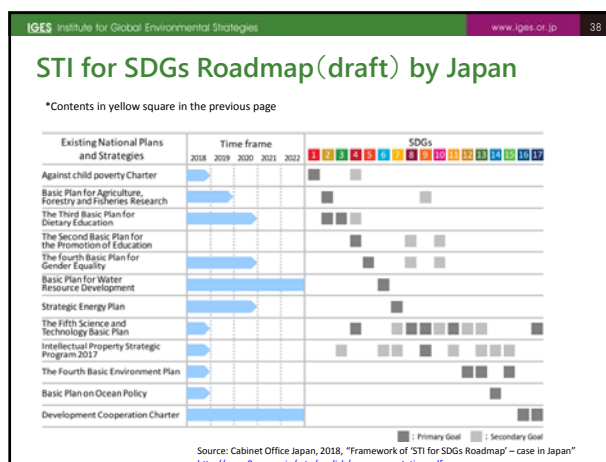 IGES Institute for Global Environmental Strategies
www.iges.or.jp
38
STI for SDGs Roadmap（draft） by Japan
*Contents in yellow square in the previous page
Existing National Plans
and Strategies
Time frame
2018 2019 2020 2021 2022
SDGs
1 2 3 4 5 6 7 8 9 10 11 12 13 14 15 16 17
Against child poverty Charter
Basic Plan for Agriculture,
Forestry and Fisheries Research
The Third Basic Plan for
Dietary Education
The Second Basic Plan for
the Promotion of Education
The fourth Basic Plan for
Gender Equality
Basic Plan for Water
Resource Development
Strategic Energy Plan
The Fifth Science and
Technology Basic Plan
Intellectual Property Strategic
Program 2017
The Fourth Basic Environment Plan
Basic Plan on Ocean Policy
Development Cooperation Charter
: Primary Goal : Secondary Goal
Source: Cabinet Office Japan, 2018, “Framework of ‘STI for SDGs Roadmap’ – case in Japan”